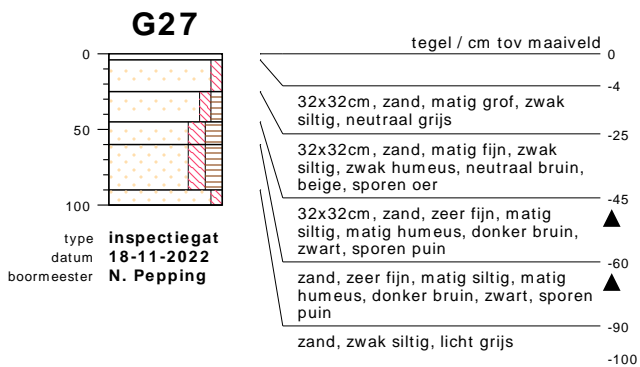 G27
tegel / cm tov maaiveld
0
0
-4
32x32cm, zand, matig grof, zwak
siltig, neutraal grijs
-25
32x32cm, zand, matig fijn, zwak
siltig, zwak humeus, neutraal bruin,
beige, sporen oer
50
-45
32x32cm, zand, zeer fijn, matig
siltig, matig humeus, donker bruin,
zwart, sporen puin
-60
zand, zeer fijn, matig siltig, matig
humeus, donker bruin, zwart, sporen
puin
100
-90
zand, zwak siltig, licht grijs
-100
type inspectiegat
datum 18-11-2022
boormeester N. Pepping